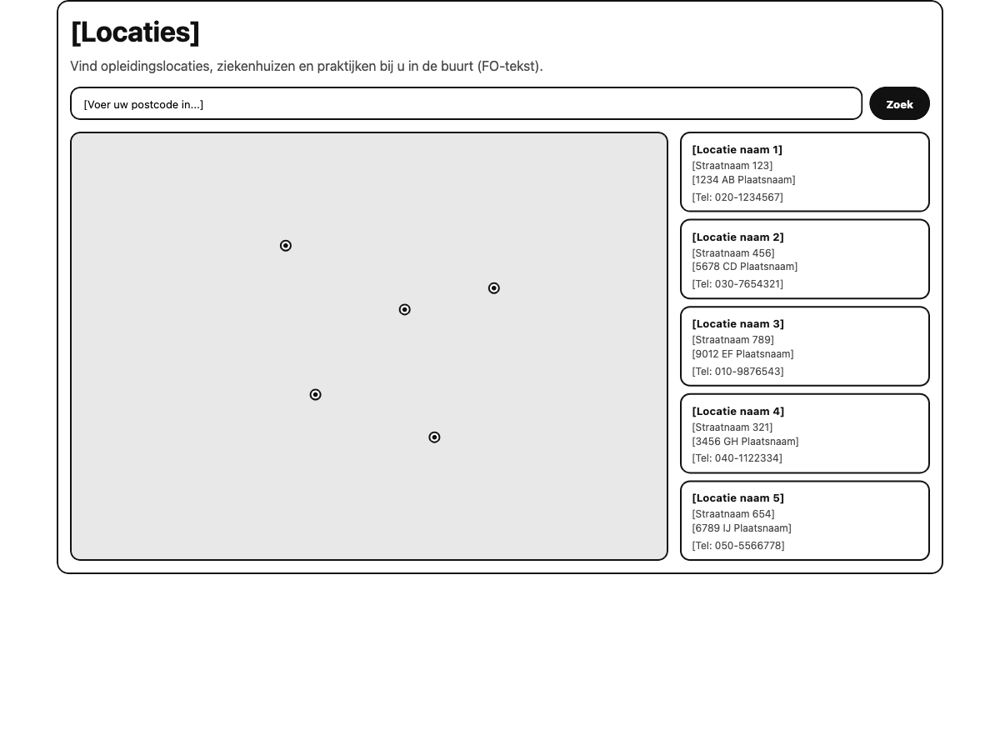 [Locaties]
Vind opleidingslocaties, ziekenhuizen en praktijken bij u in de buurt (FO-tekst).
[Voer uw postcode in...]
Zoek
[Locatie naam 1]
[Straatnaam 123]
[1234 AB Plaatsnaam]
[Tel: 020-1234567]
[Locatie naam 2]
[Straatnaam 456]
[5678 CD Plaatsnaam]
[Tel: 030-7654321]
[Locatie naam 3]
[Straatnaam 789]
[9012 EF Plaatsnaam]
[Tel: 010-9876543]
[Locatie naam 4]
[Straatnaam 321]
[3456 GH Plaatsnaam]
[Tel: 040-1122334]
[Locatie naam 5]
[Straatnaam 654]
[6789 IJ Plaatsnaam]
[Tel: 050-5566778]